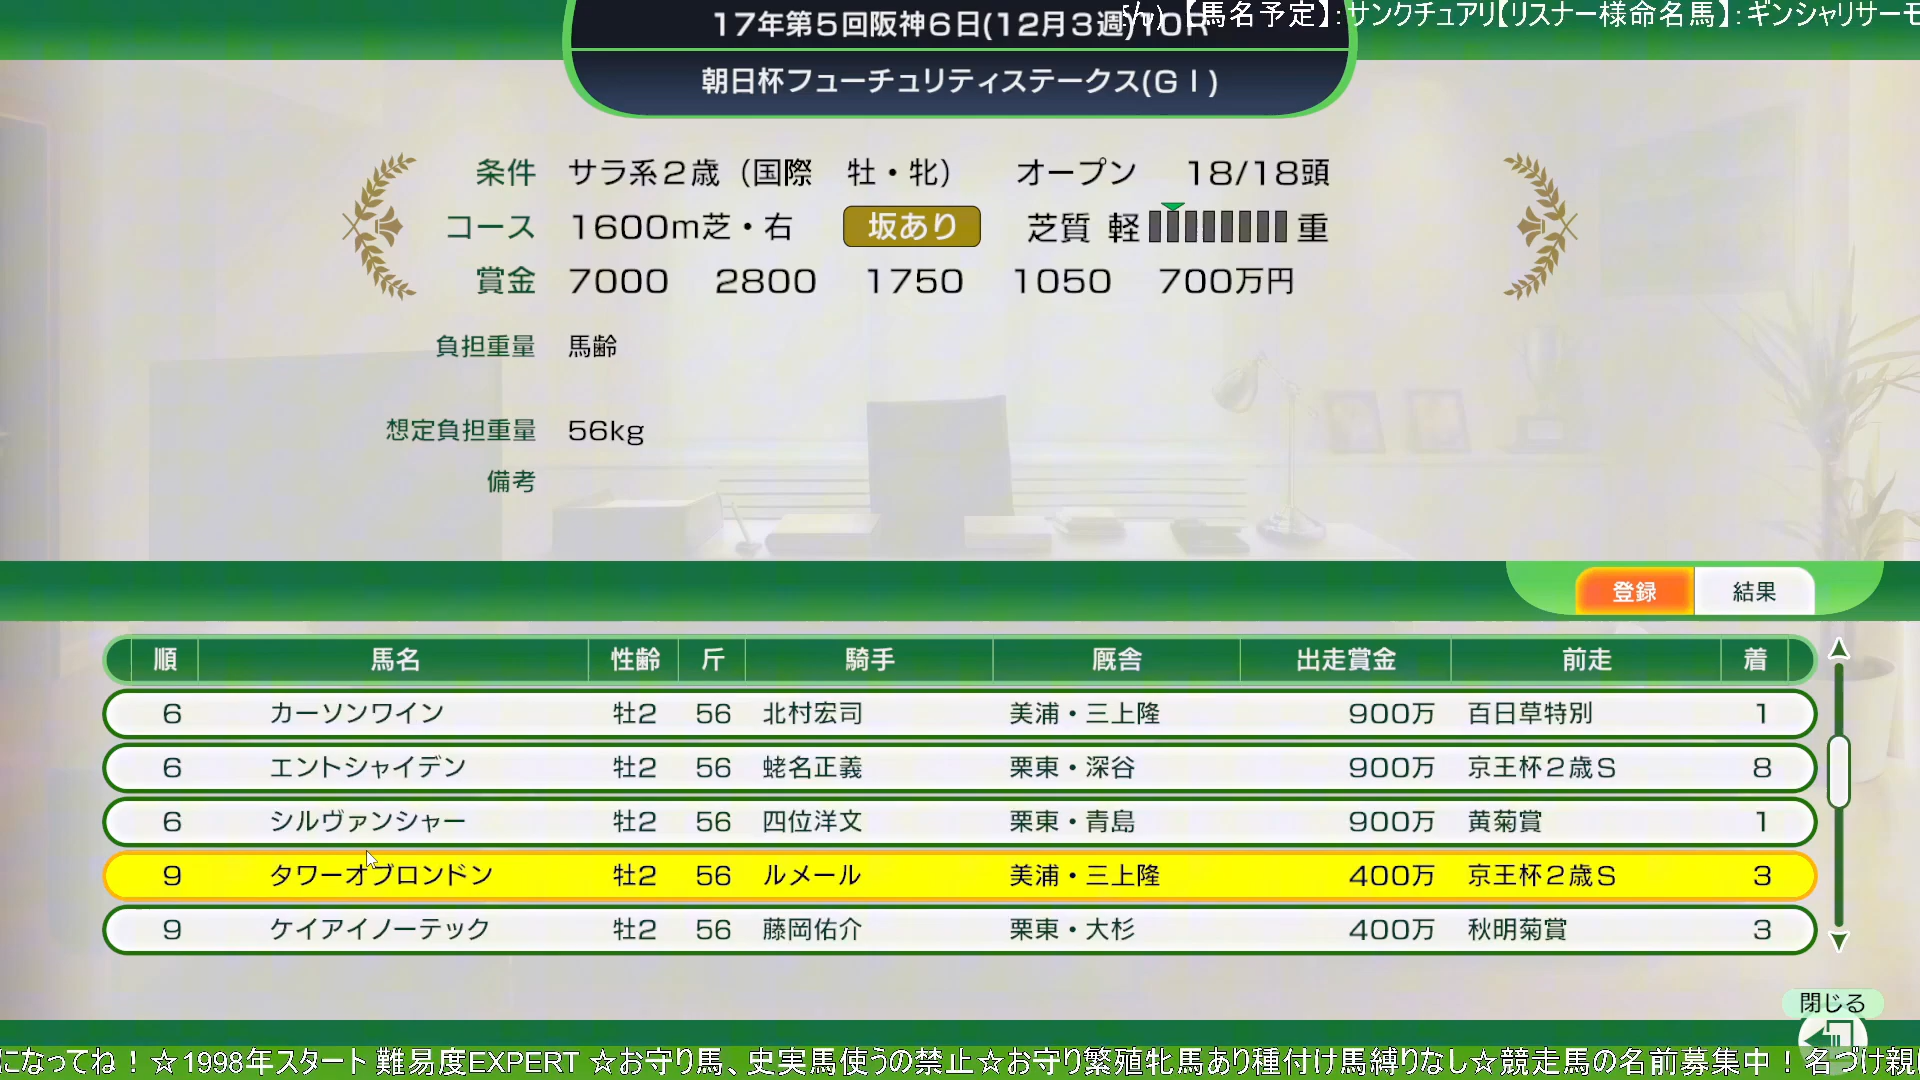 17年第5回阪神6日(12月3週)10R
【馬名予定】:サンクチュアリ【リスナー様命名馬】:ギンシャリサーモ
朝日杯フューチュリティステークス(GⅠ)
条件 サラ系2歳 (国際 牡・牝) オープン 18/18頭
コース 1600m芝・右 坂あり 芝質 軽 重
賞金 7000 2800 1750 1050 700万円
負担重量 馬齢
想定負担重量 56kg
備考
登録 結果
順 馬名 性齢 斤 騎手 厩舎 出走賞金 前走 着
6 カーソンワイン 牡2 56 北村宏司 美浦・三上隆 900万 百日草特別 1
6 エントシャイデン 牡2 56 蛯名正義 栗東・深谷 900万 京王杯2歳S 8
6 シルヴァンシャー 牡2 56 四位洋文 栗東・青島 900万 黄菊賞 1
9 タワーオブロンドン 牡2 56 ルメール 美浦・三上隆 400万 京王杯2歳S 3
9 ケイアイノーテック 牡2 56 藤岡佑介 栗東・大杉 400万 秋明菊賞 3
閉じる
になってね！☆1998年スタート 難易度EXPERT ☆お守り馬、史実馬使うの禁止☆お守り繁殖牝馬あり種付け馬縛りなし☆競走馬の名前募集中！名づけ親